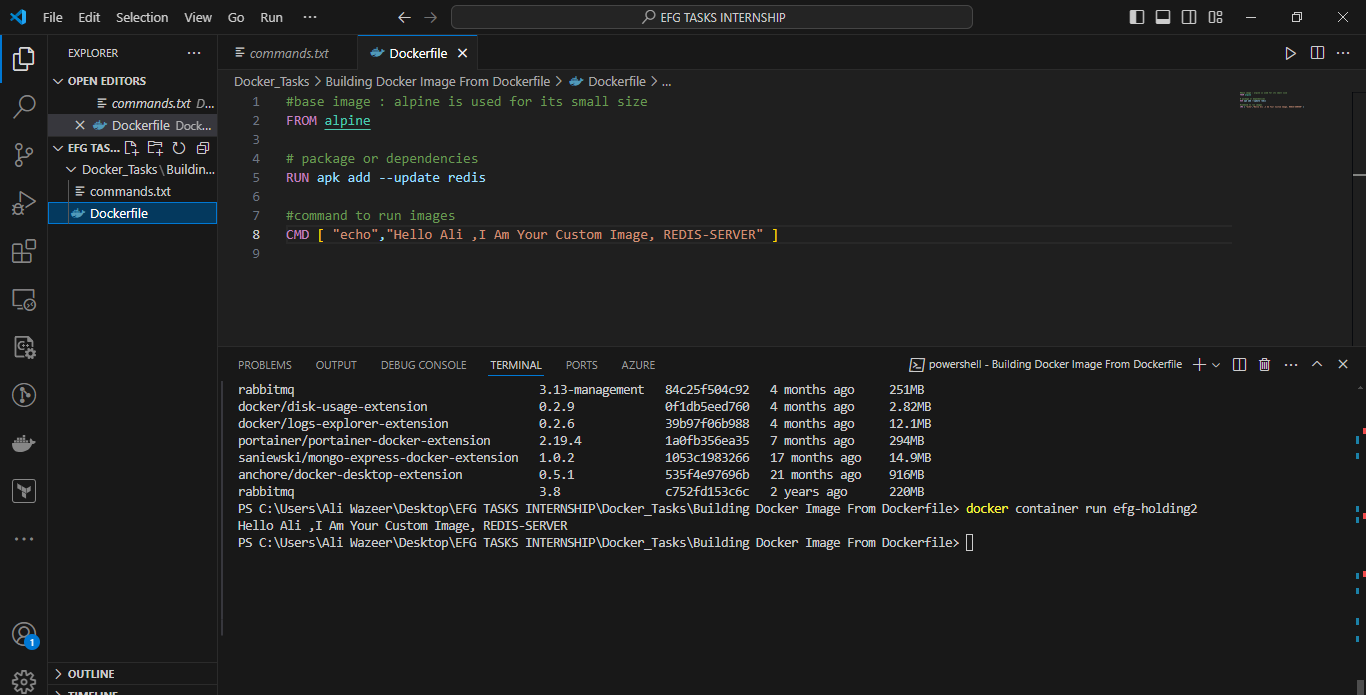 File Edit Selection View Go Run ··· EFG TASKS INTERNSHIP
EXPLORER ···
OPEN EDITORS
commands.txt D...
Dockerfile Dock...
EFG TAS...
Docker_Tasks\Buildin...
commands.txt
Dockerfile
OUTLINE
TIMELINE
1
commands.txt Dockerfile
Docker_Tasks > Building Docker Image From Dockerfile > Dockerfile > ...
1 #base image : alpine is used for its small size
2 FROM alpine
3
4 # package or dependencies
5 RUN apk add --update redis
6
7 #command to run images
8 CMD [ "echo","Hello Ali ,I Am Your Custom Image, REDIS-SERVER" ]
9
PROBLEMS OUTPUT DEBUG CONSOLE TERMINAL PORTS AZURE powershell - Building Docker Image From Dockerfile
rabbitmq 3.13-management 84c25f504c92 4 months ago 251MB
docker/disk-usage-extension 0.2.9 0f1db5eed760 4 months ago 2.82MB
docker/logs-explorer-extension 0.2.6 39b97f06b988 4 months ago 12.1MB
portainer/portainer-docker-extension 2.19.4 1a0fb356ea35 7 months ago 294MB
saniewski/mongo-express-docker-extension 1.0.2 1053c1983266 17 months ago 14.9MB
anchore/docker-desktop-extension 0.5.1 535f4e97696b 21 months ago 916MB
rabbitmq 3.8 c752fd153c6c 2 years ago 220MB
PS C:\Users\Ali Wazeer\Desktop\EFG TASKS INTERNSHIP\Docker_Tasks\Building Docker Image From Dockerfile> docker container run efg-holding2
Hello Ali ,I Am Your Custom Image, REDIS-SERVER
PS C:\Users\Ali Wazeer\Desktop\EFG TASKS INTERNSHIP\Docker_Tasks\Building Docker Image From Dockerfile>